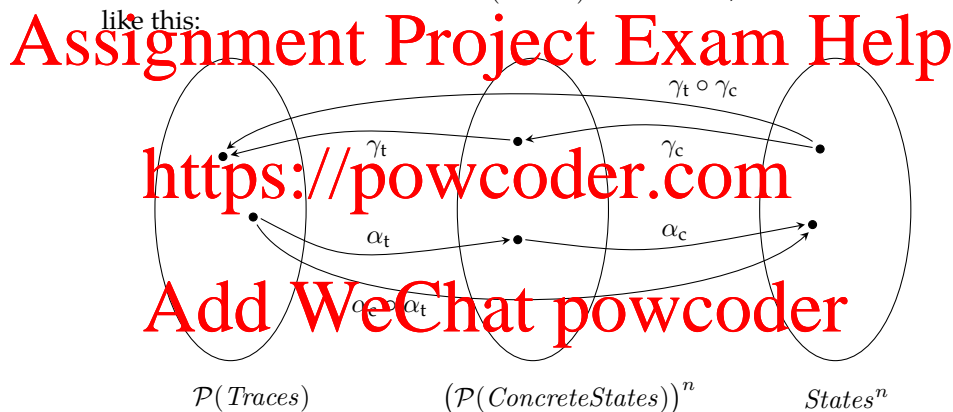 like this:
Assignment Project Exam Help
γt ∘ γc
γt
γc
https://powcoder.com
αt
αc
αc ∘ αt
Add WeChat powcoder
𝒫(Traces)
(𝒫(ConcreteStates))ⁿ
Statesⁿ